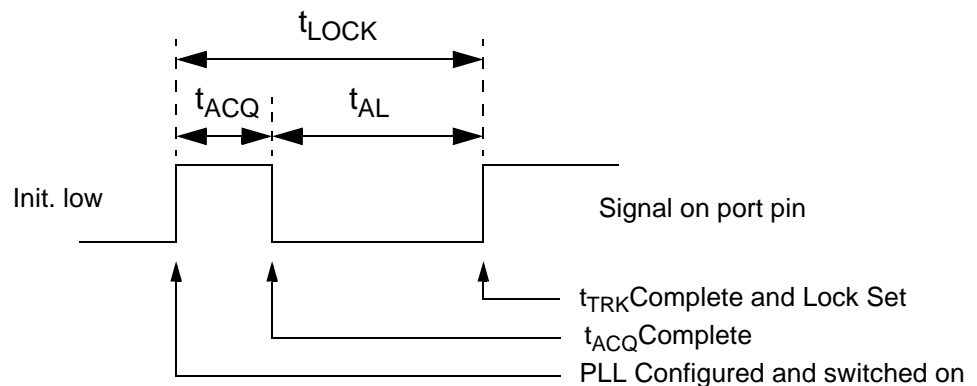 tLOCK
tACQ tAL
Init. low
Signal on port pin
tTRKComplete and Lock Set
tACQComplete
PLL Configured and switched on